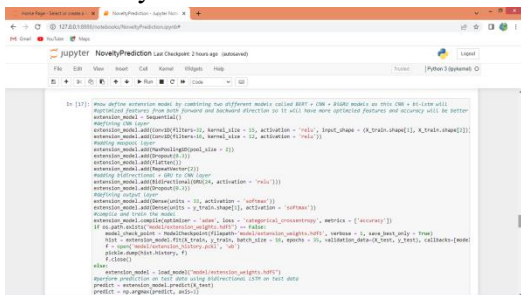 Home Page - Select or create a n
NoveltyPrediction - Jupyter Note
127.0.0.1:8888/notebooks/NoveltyPrediction.ipynb#
Gmail YouTube Maps
jupyter NoveltyPrediction Last Checkpoint: 2 hours ago (autosaved)
Logout
File Edit View Insert Cell Kernel Widgets Help
Trusted Python 3 (ipykernel)
Run Code
In [17]: #now define extension model by combining two different models called BERT + CNN + BiGRU models as this CNN + bi-lstm will
#optimized features from both forward and backward direction so it will have more optimized features and accuracy will be better
extension_model = Sequential()
#defining CNN layer
extension_model.add(Conv1D(filters=32, kernel_size = 15, activation = 'relu', input_shape = (X_train.shape[1], X_train.shape[2])
extension_model.add(Conv1D(filters=16, kernel_size = 12, activation = 'relu'))
#adding maxpool layer
extension_model.add(MaxPooling1D(pool_size = 2))
extension_model.add(Dropout(0.3))
extension_model.add(Flatten())
extension_model.add(RepeatVector(2))
#adding bidirectional + GRU to CNN layer
extension_model.add(Bidirectional(GRU(24, activation = 'relu')))
extension_model.add(Dropout(0.3))
#defining output layer
extension_model.add(Dense(units = 33, activation = 'softmax'))
extension_model.add(Dense(units = y_train.shape[1], activation = 'softmax'))
#compile and train the model
extension_model.compile(optimizer = 'adam', loss = 'categorical_crossentropy', metrics = ['accuracy'])
if os.path.exists("model/extension_weights.hdf5") == False:
model_check_point = ModelCheckpoint(filepath='model/extension_weights.hdf5', verbose = 1, save_best_only = True)
hist = extension_model.fit(X_train, y_train, batch_size = 16, epochs = 35, validation_data=(X_test, y_test), callbacks=[model
f = open('model/extension_history.pckl', 'wb')
pickle.dump(hist.history, f)
f.close()
else:
extension_model = load_model("model/extension_weights.hdf5")
#perform prediction on test data using bidirectional LSTM on test data
predict = extension_model.predict(X_test)
predict = np.argmax(predict, axis=1)